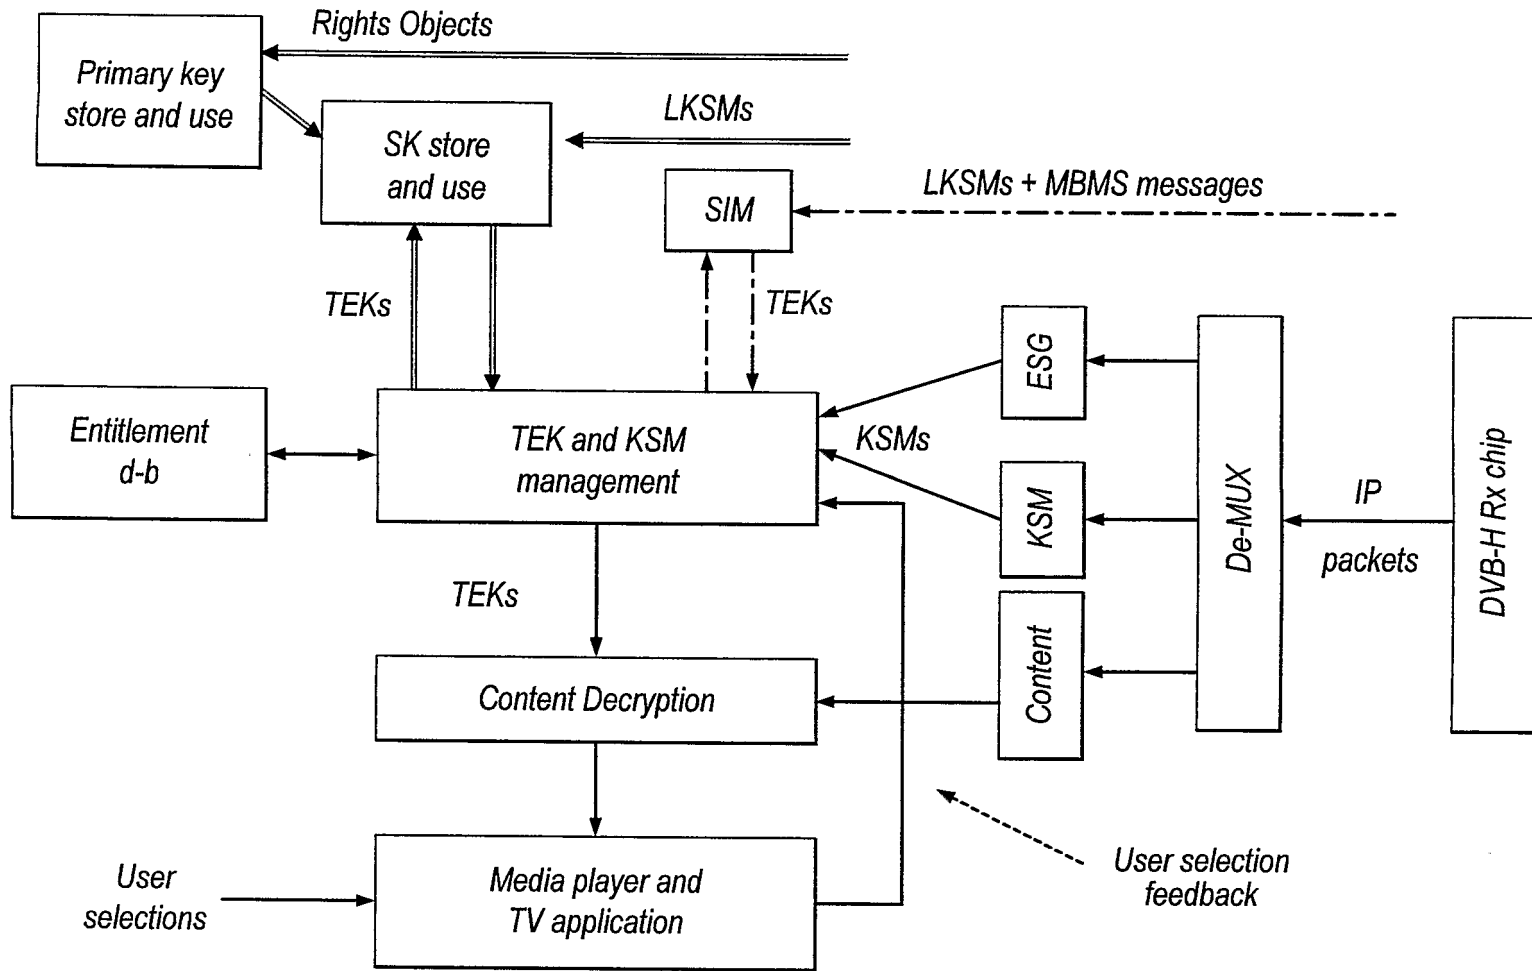 Rights Objects
Primary key
store and use
LKSMs
SK store
and use
LKSMs + MBMS messages
SIM
TEKs
TEKs
ESG
Entitlement
d-b
TEK and KSM
management
KSMs
KSM
De-MUX
IP
packets
DVB-H Rx chip
TEKs
Content
Content Decryption
User
selections
Media player and
TV application
User selection
feedback